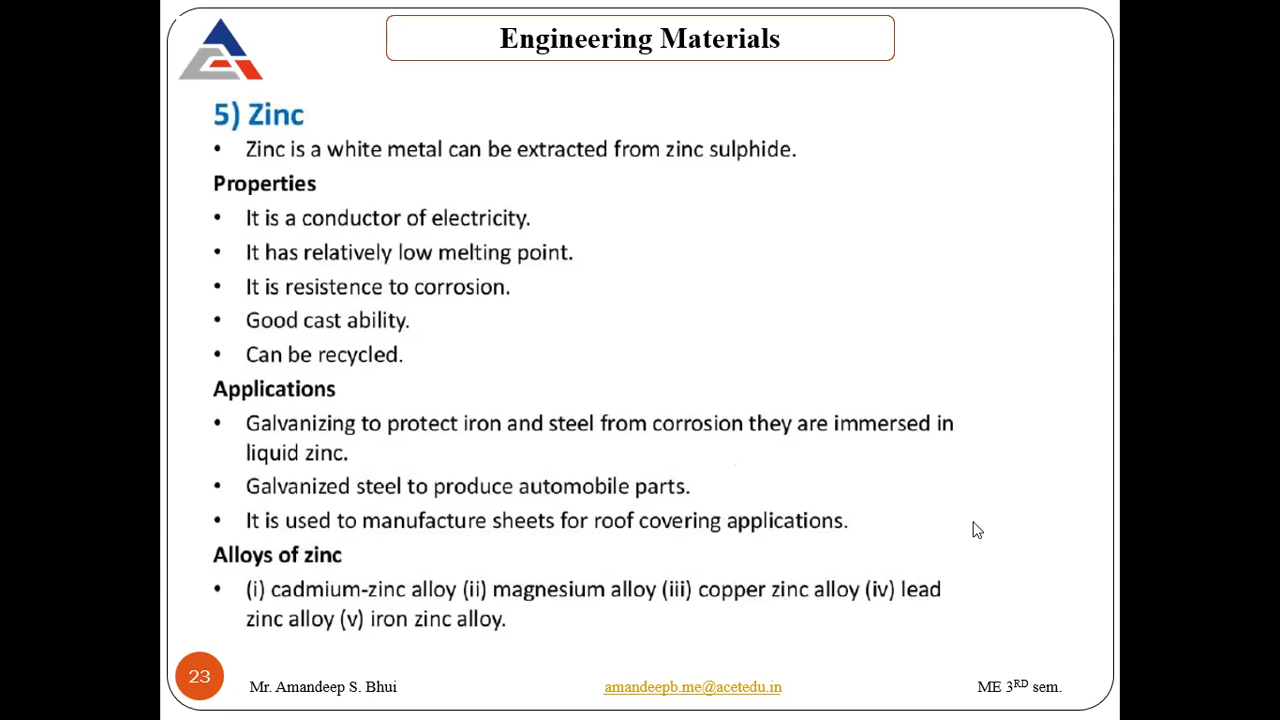 Engineering Materials
5) Zinc
• Zinc is a white metal can be extracted from zinc sulphide.
Properties
• It is a conductor of electricity.
• It has relatively low melting point.
• It is resistence to corrosion.
• Good cast ability.
• Can be recycled.
Applications
• Galvanizing to protect iron and steel from corrosion they are immersed in
liquid zinc.
• Galvanized steel to produce automobile parts.
• It is used to manufacture sheets for roof covering applications.
Alloys of zinc
• (i) cadmium-zinc alloy (ii) magnesium alloy (iii) copper zinc alloy (iv) lead
zinc alloy (v) iron zinc alloy.
23 Mr. Amandeep S. Bhui amandeepb.me@acetedu.in ME 3RD sem.